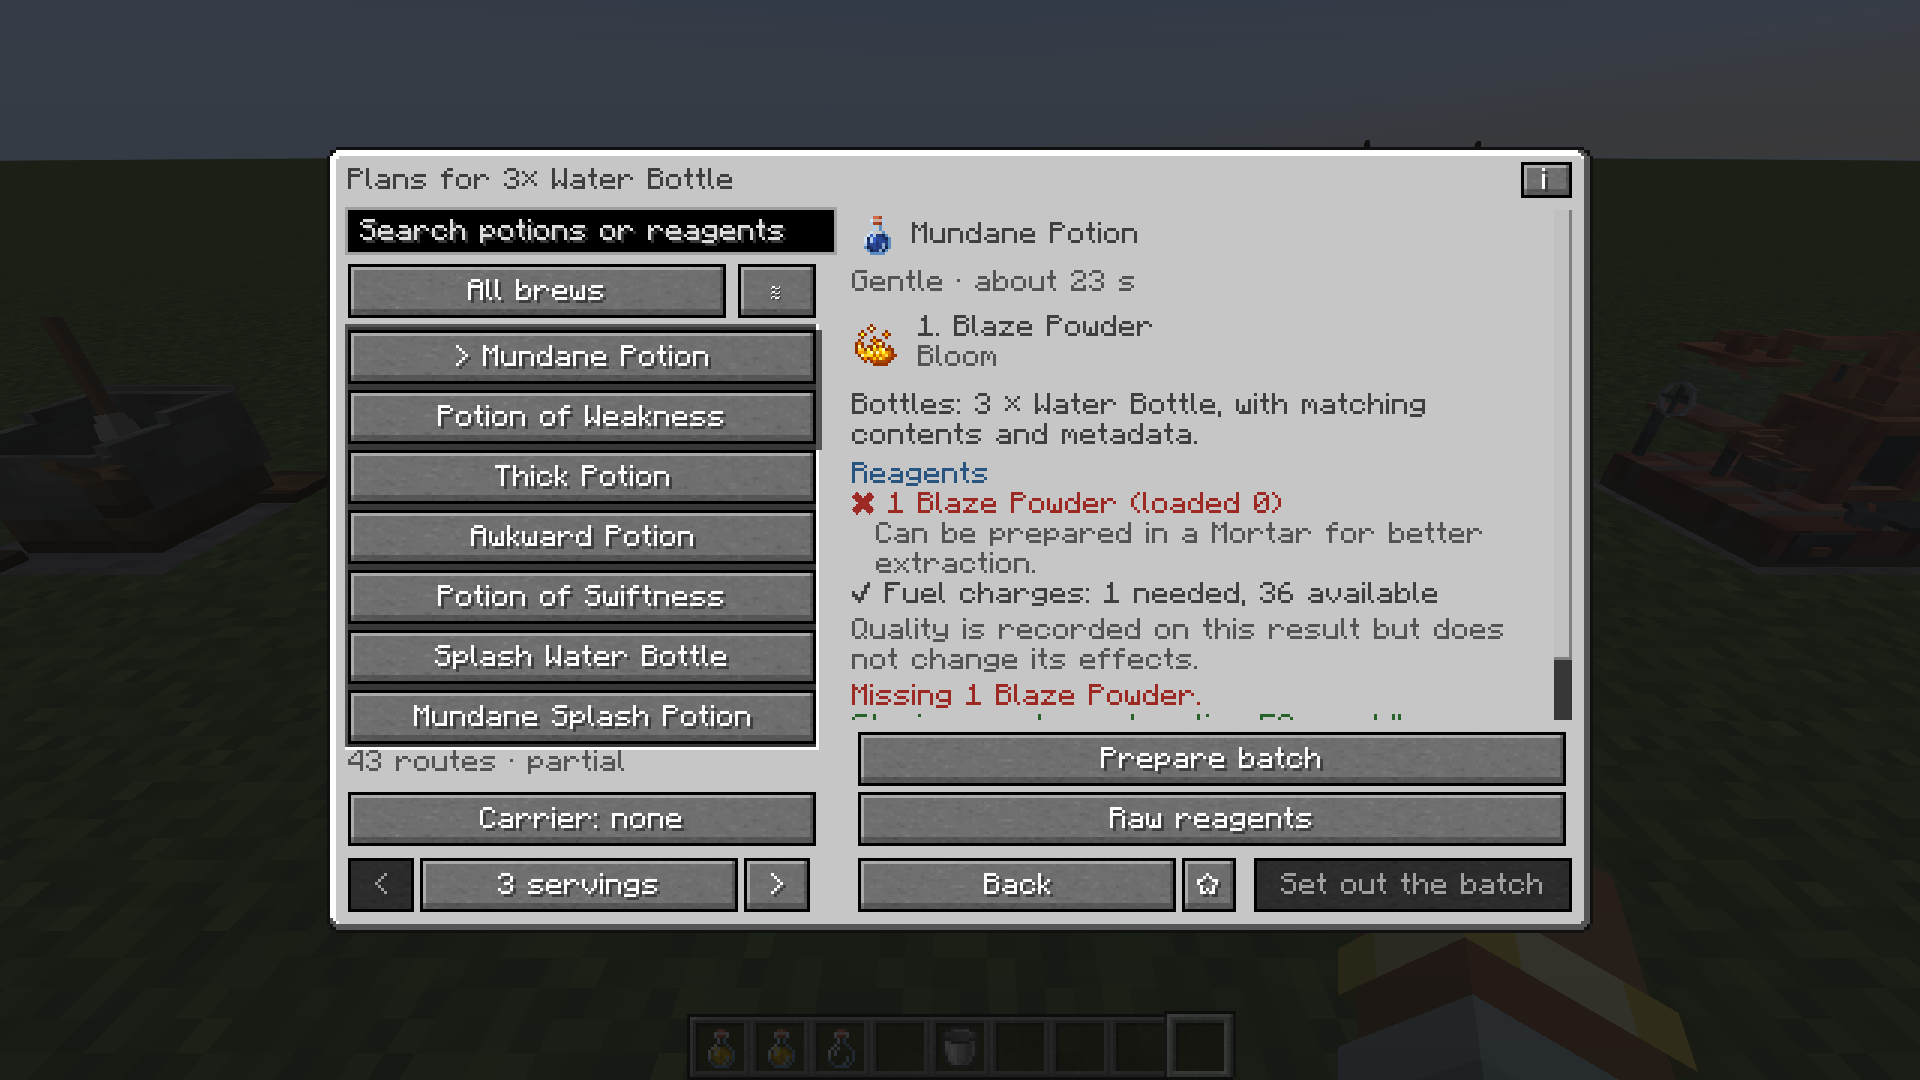 Plans for 3× Water Bottle
i
Search potions or reagents
All brews
≈
> Mundane Potion
Potion of Weakness
Thick Potion
Awkward Potion
Potion of Swiftness
Splash Water Bottle
Mundane Splash Potion
43 routes · partial
Carrier: none
<
3 servings
>
Mundane Potion
Gentle · about 23 s
1. Blaze Powder
Bloom
Bottles: 3 × Water Bottle, with matching
contents and metadata.
Reagents
✖ 1 Blaze Powder (loaded 0)
Can be prepared in a Mortar for better
extraction.
✓ Fuel charges: 1 needed, 36 available
Quality is recorded on this result but does
not change its effects.
Missing 1 Blaze Powder.
Prepare batch
Raw reagents
Back
☆
Set out the batch